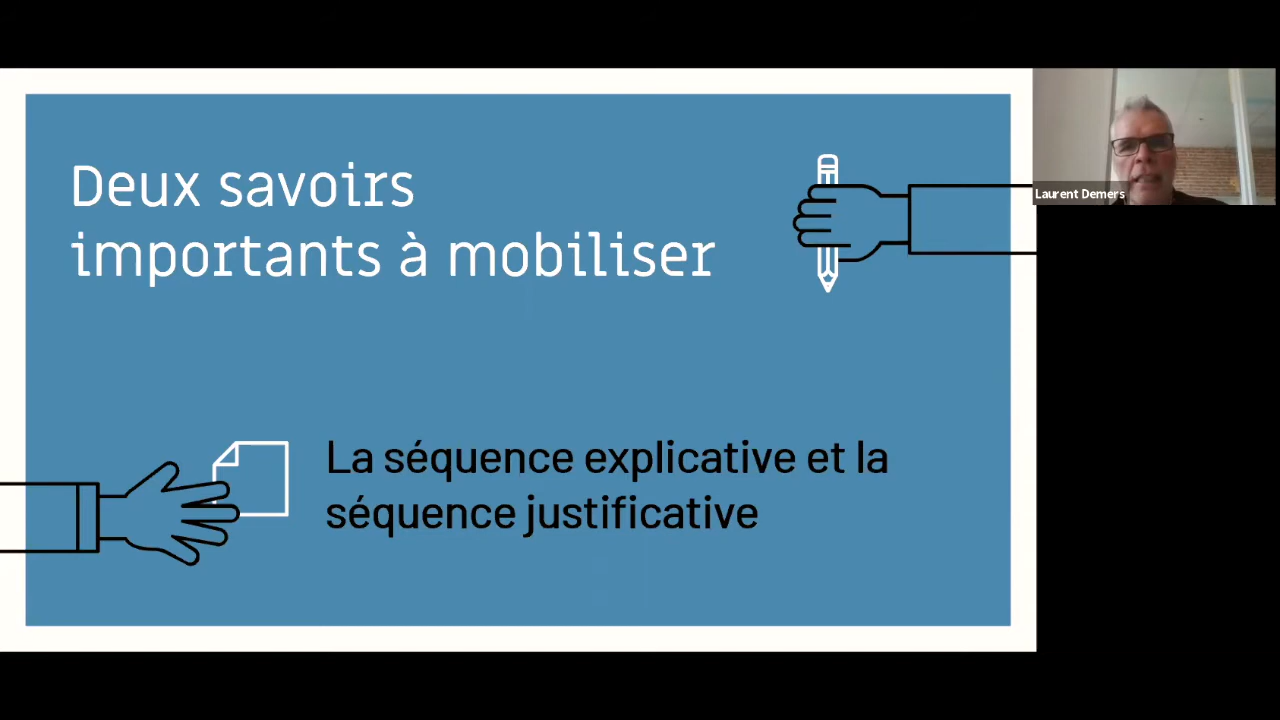 Deux savoirs
importants à mobiliser
La séquence explicative et la
séquence justificative
Laurent Demers